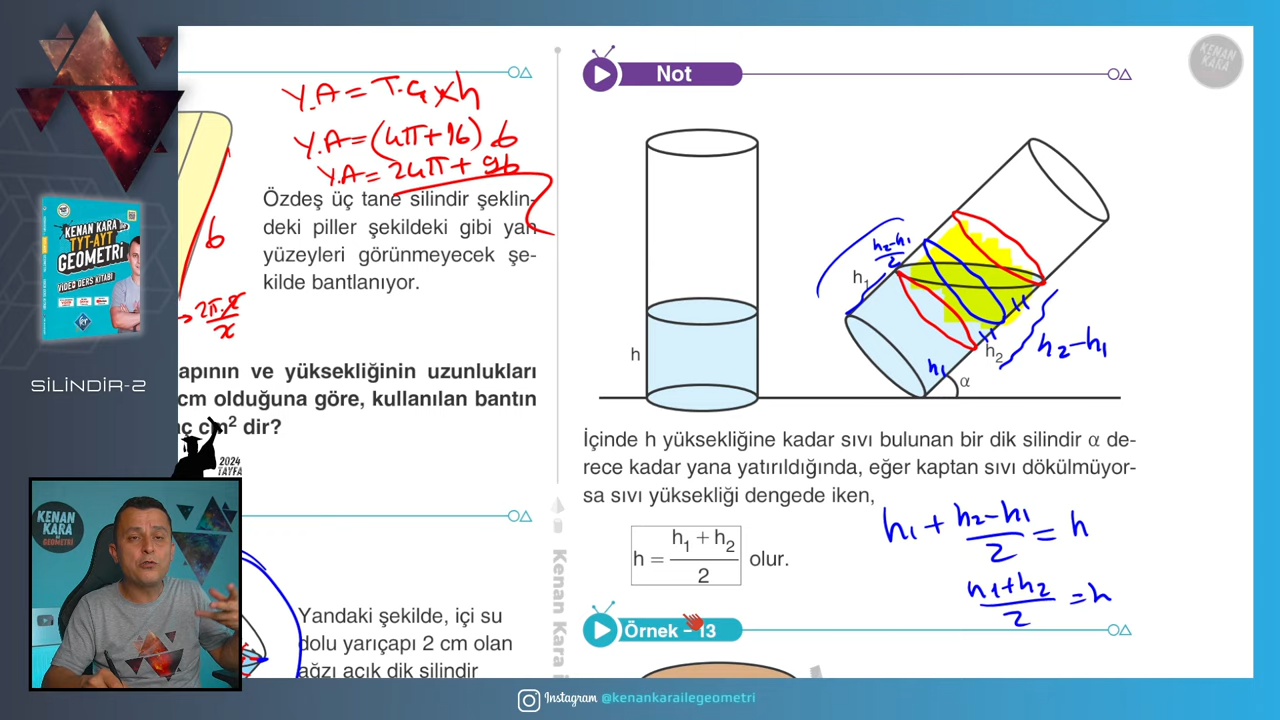 KENAN KARA
TYT-AYT
GEOMETRİ
VİDEO DERS KİTABI
SİLİNDİR-2
2024
TAYFA
KENAN
KARA
GEOMETRİ
Y.A = T.Ç x h
Y.A = (4π + 16) 6
Y.A = 24π + 96
6
Özdeş üç tane silindir şeklin-
deki piller şekildeki gibi yan
yüzeyleri görünmeyecek şe-
kilde bantlanıyor.
apının ve yüksekliğinin uzunlukları
cm olduğuna göre, kullanılan bantın
aç cm² dir?
Yandaki şekilde, içi su
dolu yarıçapı 2 cm olan
ağzı açık dik silindir
Kenan Kara i
Not
KENAN
KARA
h
h₁
h₂-h₁
2
h₁
h₂
α
h₂-h₁
İçinde h yüksekliğine kadar sıvı bulunan bir dik silindir α de-
rece kadar yana yatırıldığında, eğer kaptan sıvı dökülmüyor-
sa sıvı yüksekliği dengede iken,
h = (h₁ + h₂)/2 olur.
h₁ + (h₂-h₁)/2 = h
(h₁+h₂)/2 = h
Örnek - 13
Instagram @kenankarailegeometri